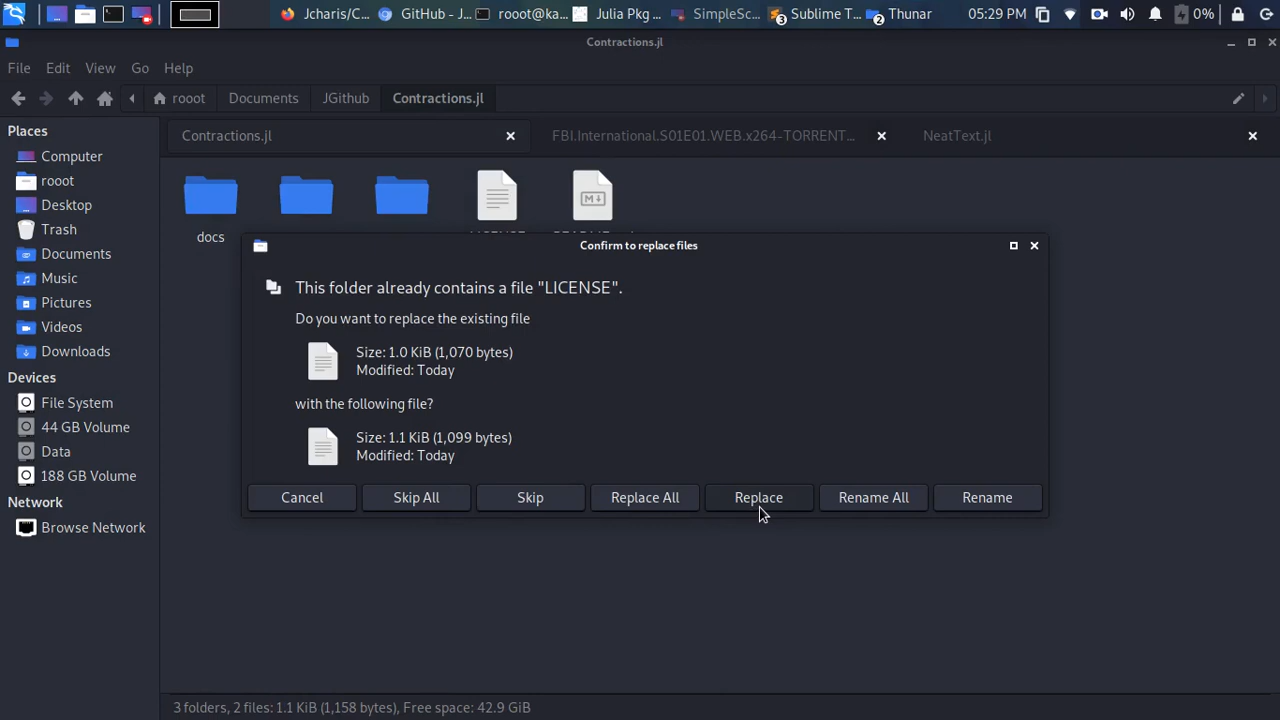 Jcharis/C...
GitHub - J...
rooot@ka...
Julia Pkg ...
SimpleSc...
3
Sublime T...
2
Thunar
05:29 PM
0%
Contractions.jl
File
Edit
View
Go
Help
rooot
Documents
JGithub
Contractions.jl
Places
Computer
rooot
Desktop
Trash
Documents
Music
Pictures
Videos
Downloads
Devices
File System
44 GB Volume
Data
188 GB Volume
Network
Browse Network
Contractions.jl
FBI.International.S01E01.WEB.x264-TORRENT...
NeatText.jl
docs
Confirm to replace files
This folder already contains a file "LICENSE".
Do you want to replace the existing file
Size: 1.0 KiB (1,070 bytes)
Modified: Today
with the following file?
Size: 1.1 KiB (1,099 bytes)
Modified: Today
Cancel
Skip All
Skip
Replace All
Replace
Rename All
Rename
3 folders, 2 files: 1.1 KiB (1,158 bytes), Free space: 42.9 GiB